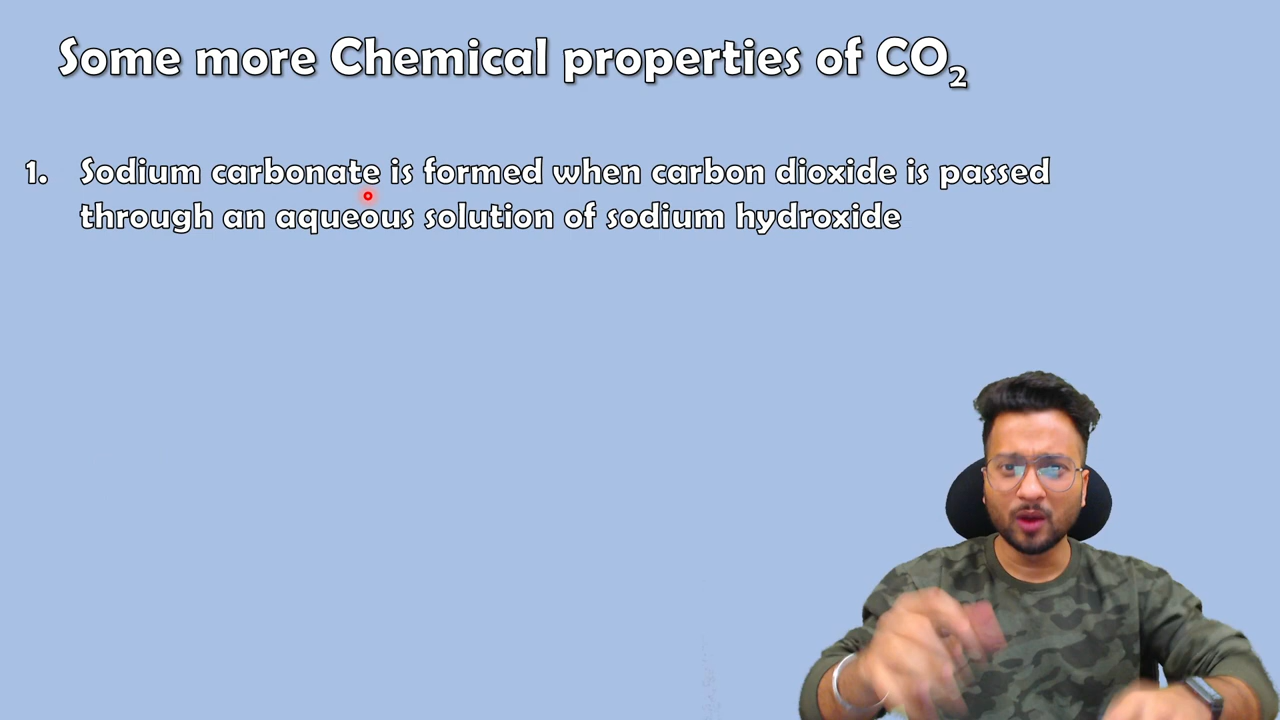 Some more Chemical properties of CO₂
1. Sodium carbonate is formed when carbon dioxide is passed
through an aqueous solution of sodium hydroxide